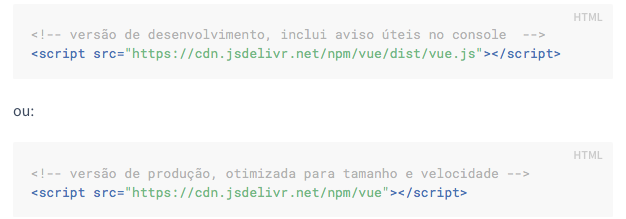 HTML
<!-- versão de desenvolvimento, inclui aviso úteis no console  -->
<script src="https://cdn.jsdelivr.net/npm/vue/dist/vue.js"></script>
ou:
HTML
<!-- versão de produção, otimizada para tamanho e velocidade -->
<script src="https://cdn.jsdelivr.net/npm/vue"></script>